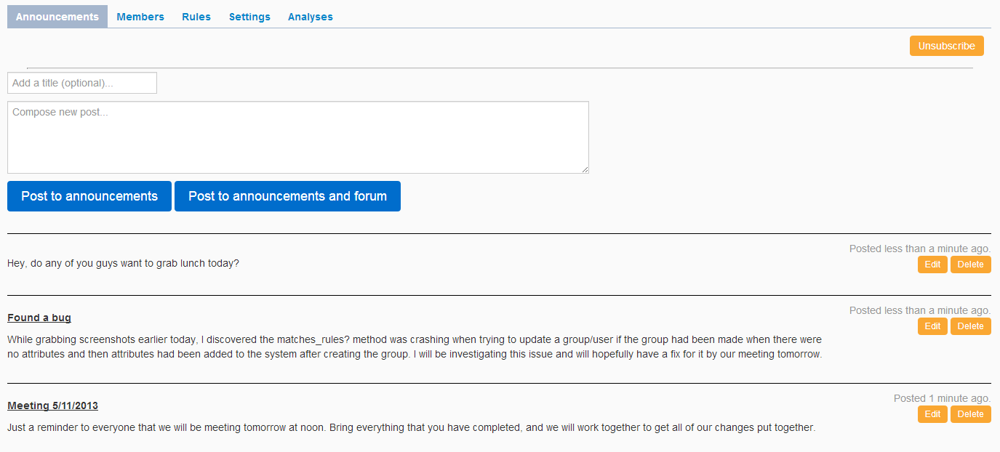 Announcements Members Rules Settings Analyses
Unsubscribe
Add a title (optional)...
Compose new post...
Post to announcements Post to announcements and forum
Posted less than a minute ago.
Hey, do any of you guys want to grab lunch today?
Edit Delete
Posted less than a minute ago.
Found a bug
Edit Delete
While grabbing screenshots earlier today, I discovered the matches_rules? method was crashing when trying to update a group/user if the group had been made when there were
no attributes and then attributes had been added to the system after creating the group. I will be investigating this issue and will hopefully have a fix for it by our meeting tomorrow.
Posted 1 minute ago.
Meeting 5/11/2013
Edit Delete
Just a reminder to everyone that we will be meeting tomorrow at noon. Bring everything that you have completed, and we will work together to get all of our changes put together.